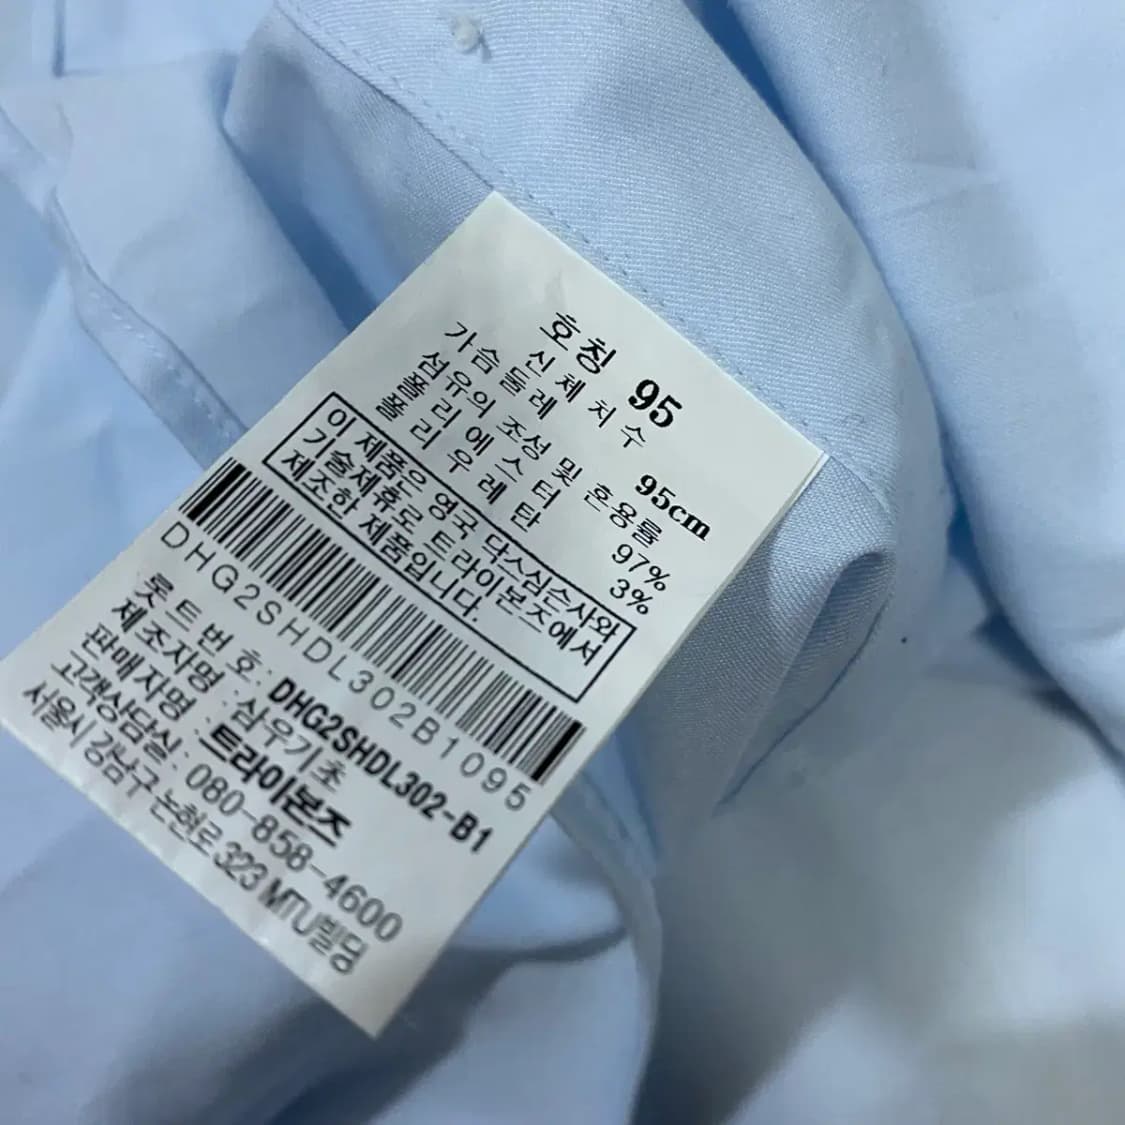 호칭 95
신체치수
가슴둘레 95cm
섬유의 조성 및 혼용률
폴리에스터 97%
폴리우레탄 3%
이 제품은 영국 닥스심슨사와
기술제휴로 트라이본즈에서
제조한 제품입니다.
DHG2SHDL302B1095
롯트번호: DHG2SHDL302-B1
제조자명 : 삼우기초
판매자명 : 트라이본즈
고객상담실: 080-858-4600
서울시 강남구 논현로 323 MTU빌딩